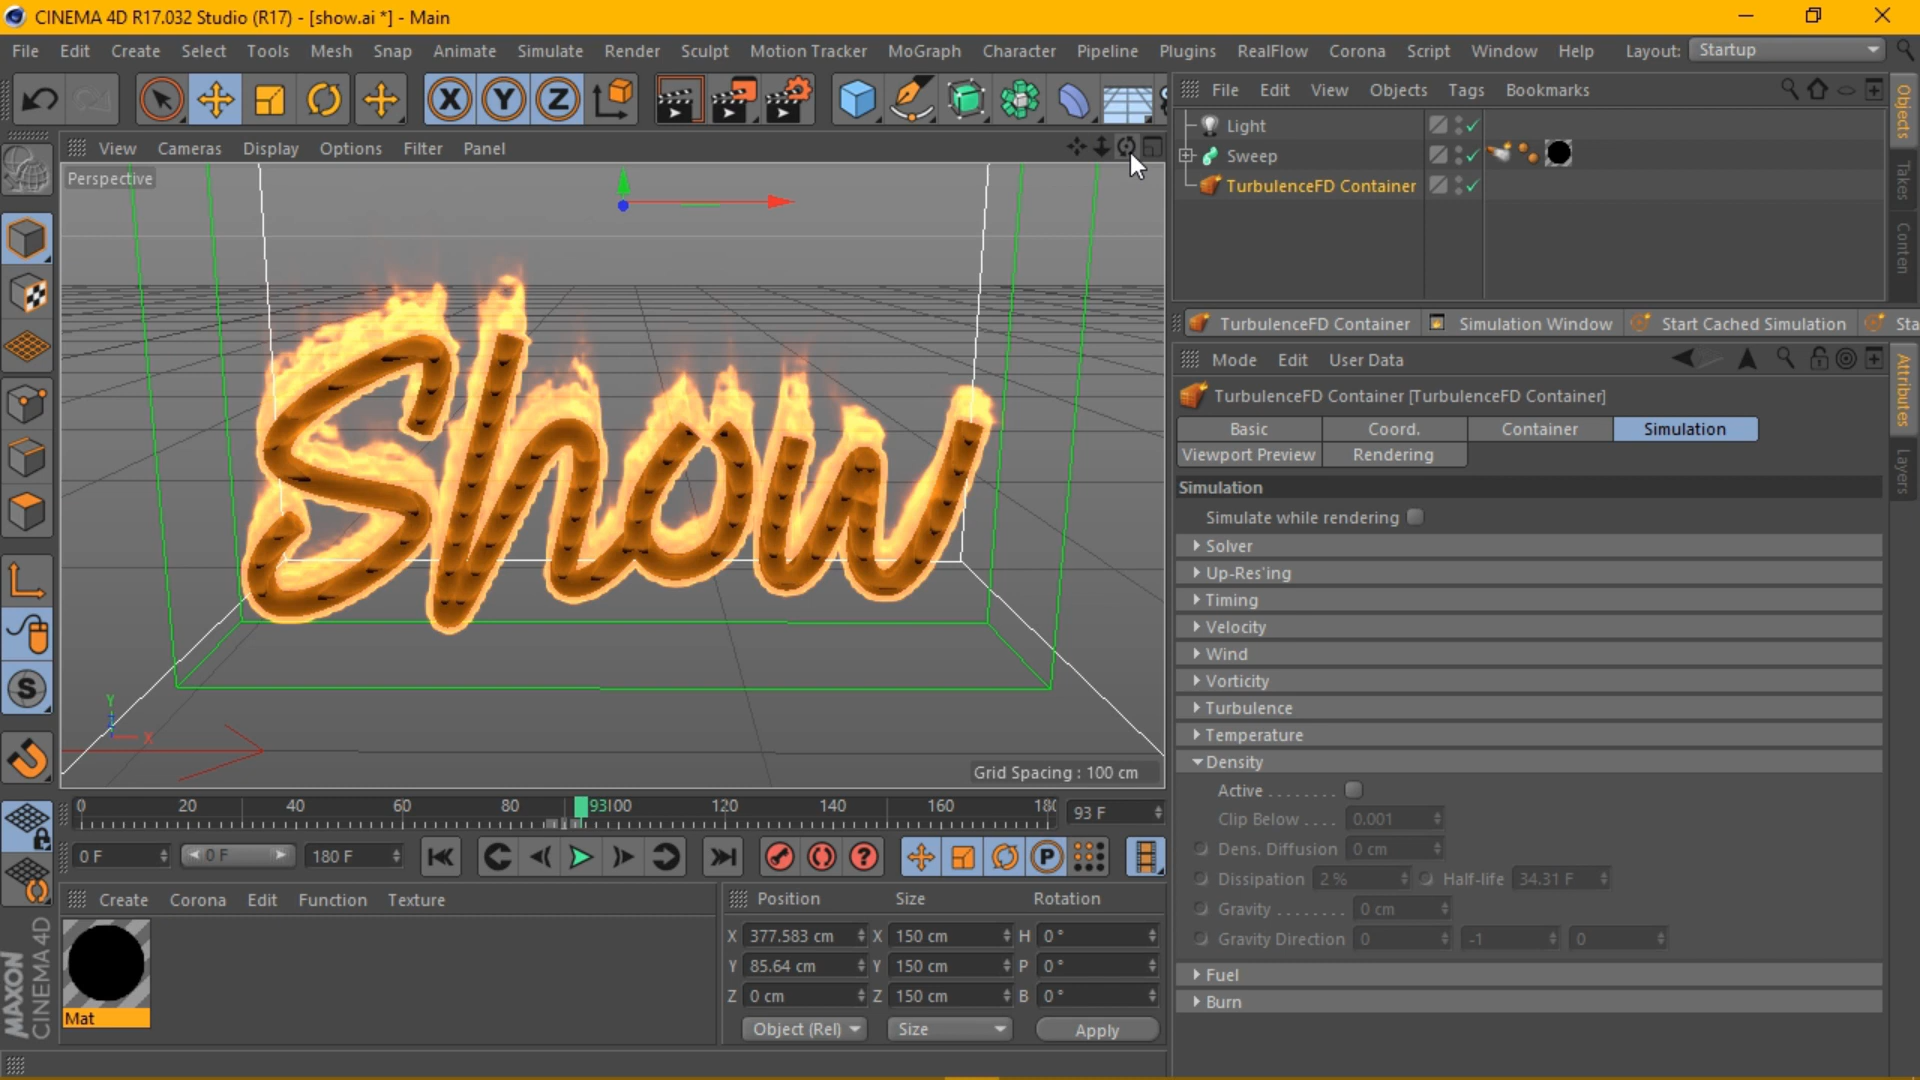 CINEMA 4D R17.032 Studio (R17) - [show.ai *] - Main
File Edit Create Select Tools Mesh Snap Animate Simulate Render Sculpt Motion Tracker MoGraph Character Pipeline Plugins RealFlow Corona Script Window Help Layout: Startup
X Y Z
File Edit View Objects Tags Bookmarks
Objects
Takes
Conten
Light
Sweep
TurbulenceFD Container
View Cameras Display Options Filter Panel
Perspective
Show
Y
X
Grid Spacing : 100 cm
TurbulenceFD Container Simulation Window Start Cached Simulation Sta
Mode Edit User Data
Attributes
Layers
TurbulenceFD Container [TurbulenceFD Container]
Basic Coord. Container Simulation
Viewport Preview Rendering
Simulation
Simulate while rendering
Solver
Up-Res'ing
Timing
Velocity
Wind
Vorticity
Turbulence
Temperature
Density
Active
Clip Below 0.001
Dens. Diffusion 0 cm
Dissipation 2 % Half-life 34.31 F
Gravity 0 cm
Gravity Direction 0 -1 0
Fuel
Burn
S
0 20 40 60 80 93 100 120 140 160 180 93 F
0 F 0 F 180 F ? P
Create Corona Edit Function Texture
Mat
MAXON
CINEMA 4D
Position Size Rotation
X 377.583 cm X 150 cm H 0 °
Y 85.64 cm Y 150 cm P 0 °
Z 0 cm Z 150 cm B 0 °
Object (Rel) Size Apply